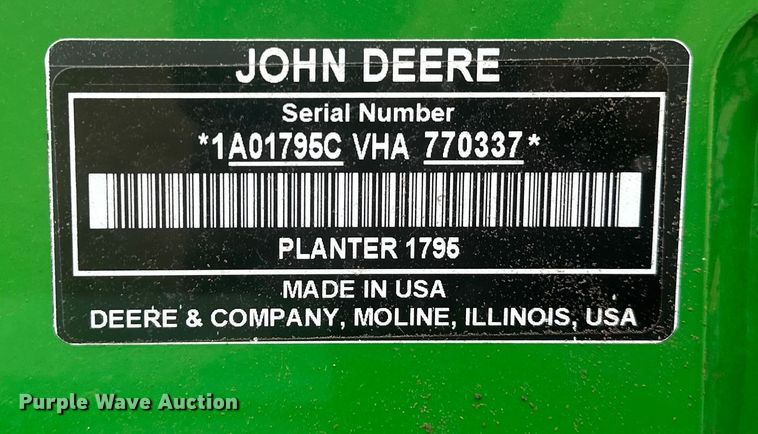 JOHN DEERE
Serial Number
*1A01795C VHA 770337*
PLANTER 1795
MADE IN USA
DEERE & COMPANY, MOLINE, ILLINOIS, USA
Purple Wave Auction